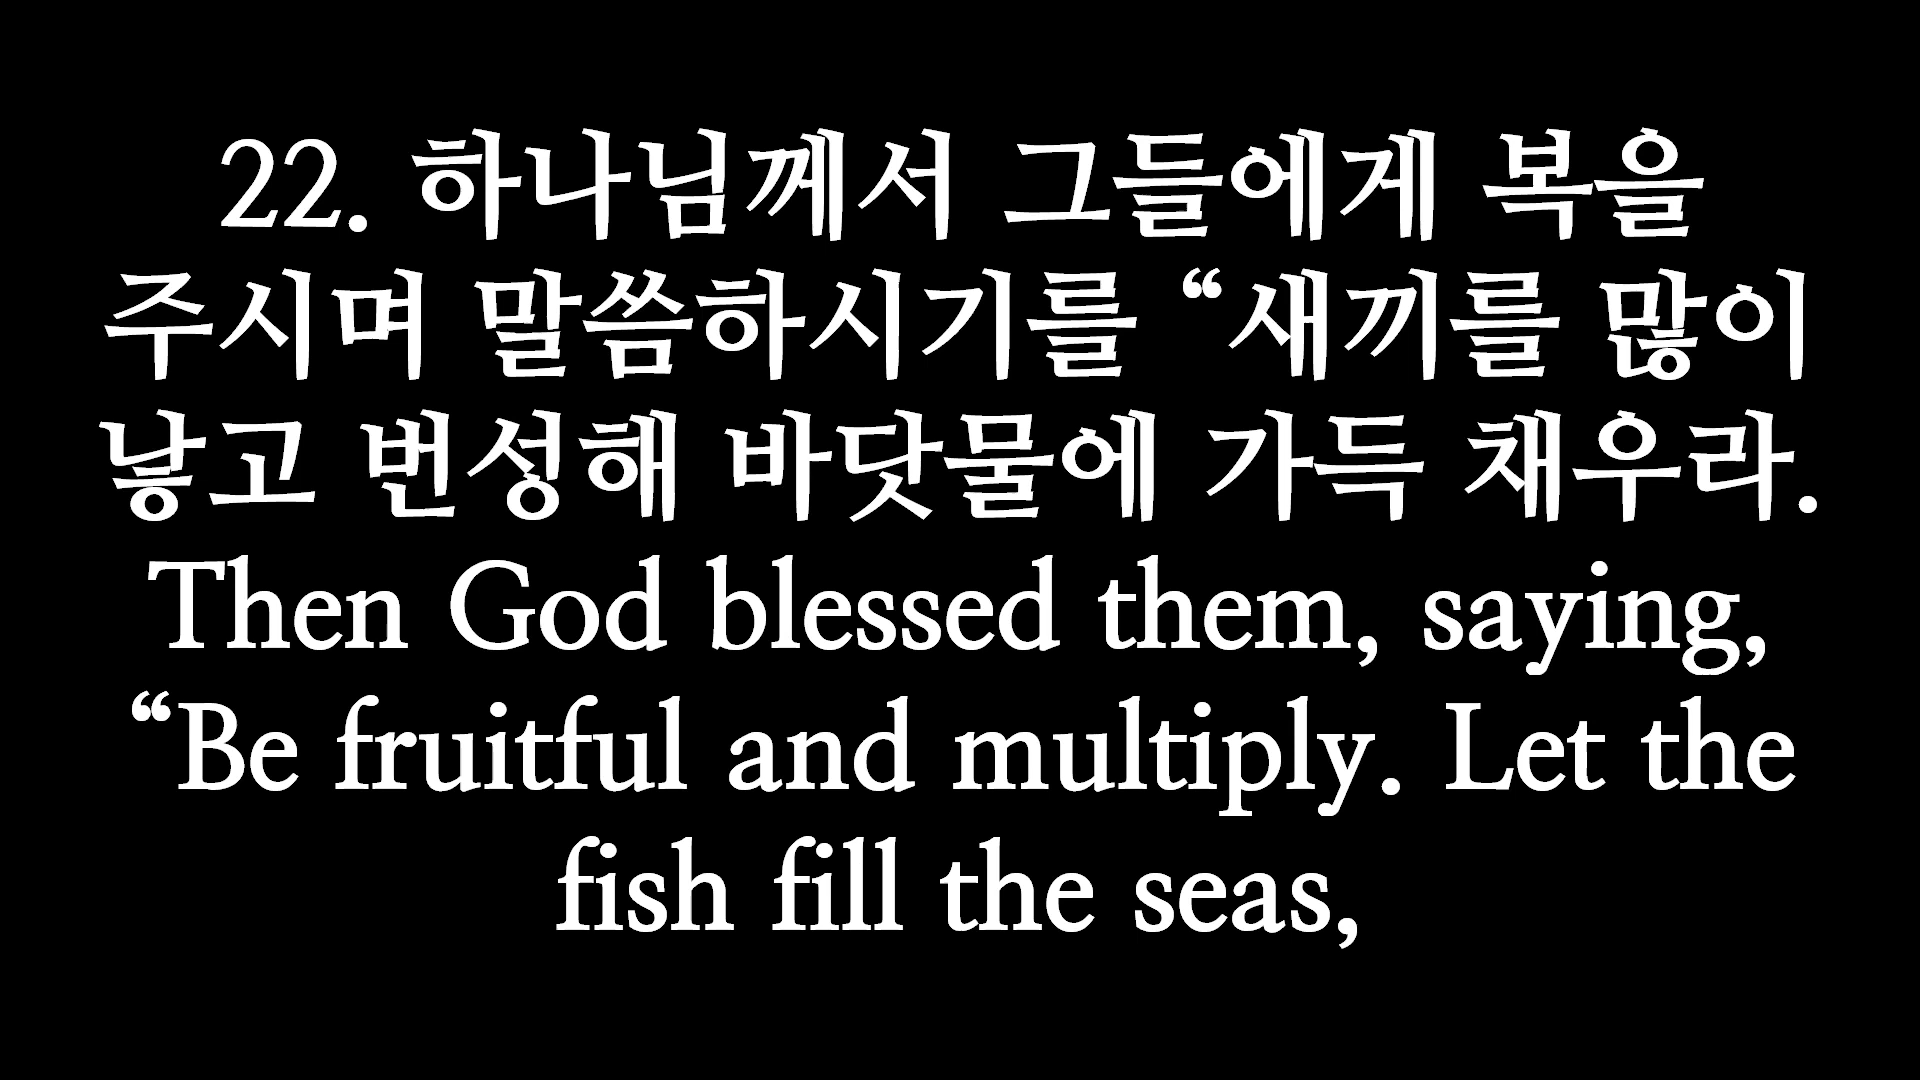 22. 하나님께서 그들에게 복을
주시며 말씀하시기를 “새끼를 많이
낳고 번성해 바닷물에 가득 채우라.
Then God blessed them, saying,
“Be fruitful and multiply. Let the
fish fill the seas,